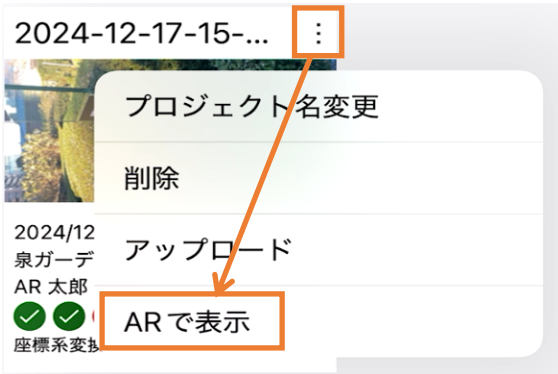 2024-12-17-15-...
プロジェクト名変更
削除
アップロード
ARで表示
2024/12
泉ガーデ
AR 太郎
座標系変換